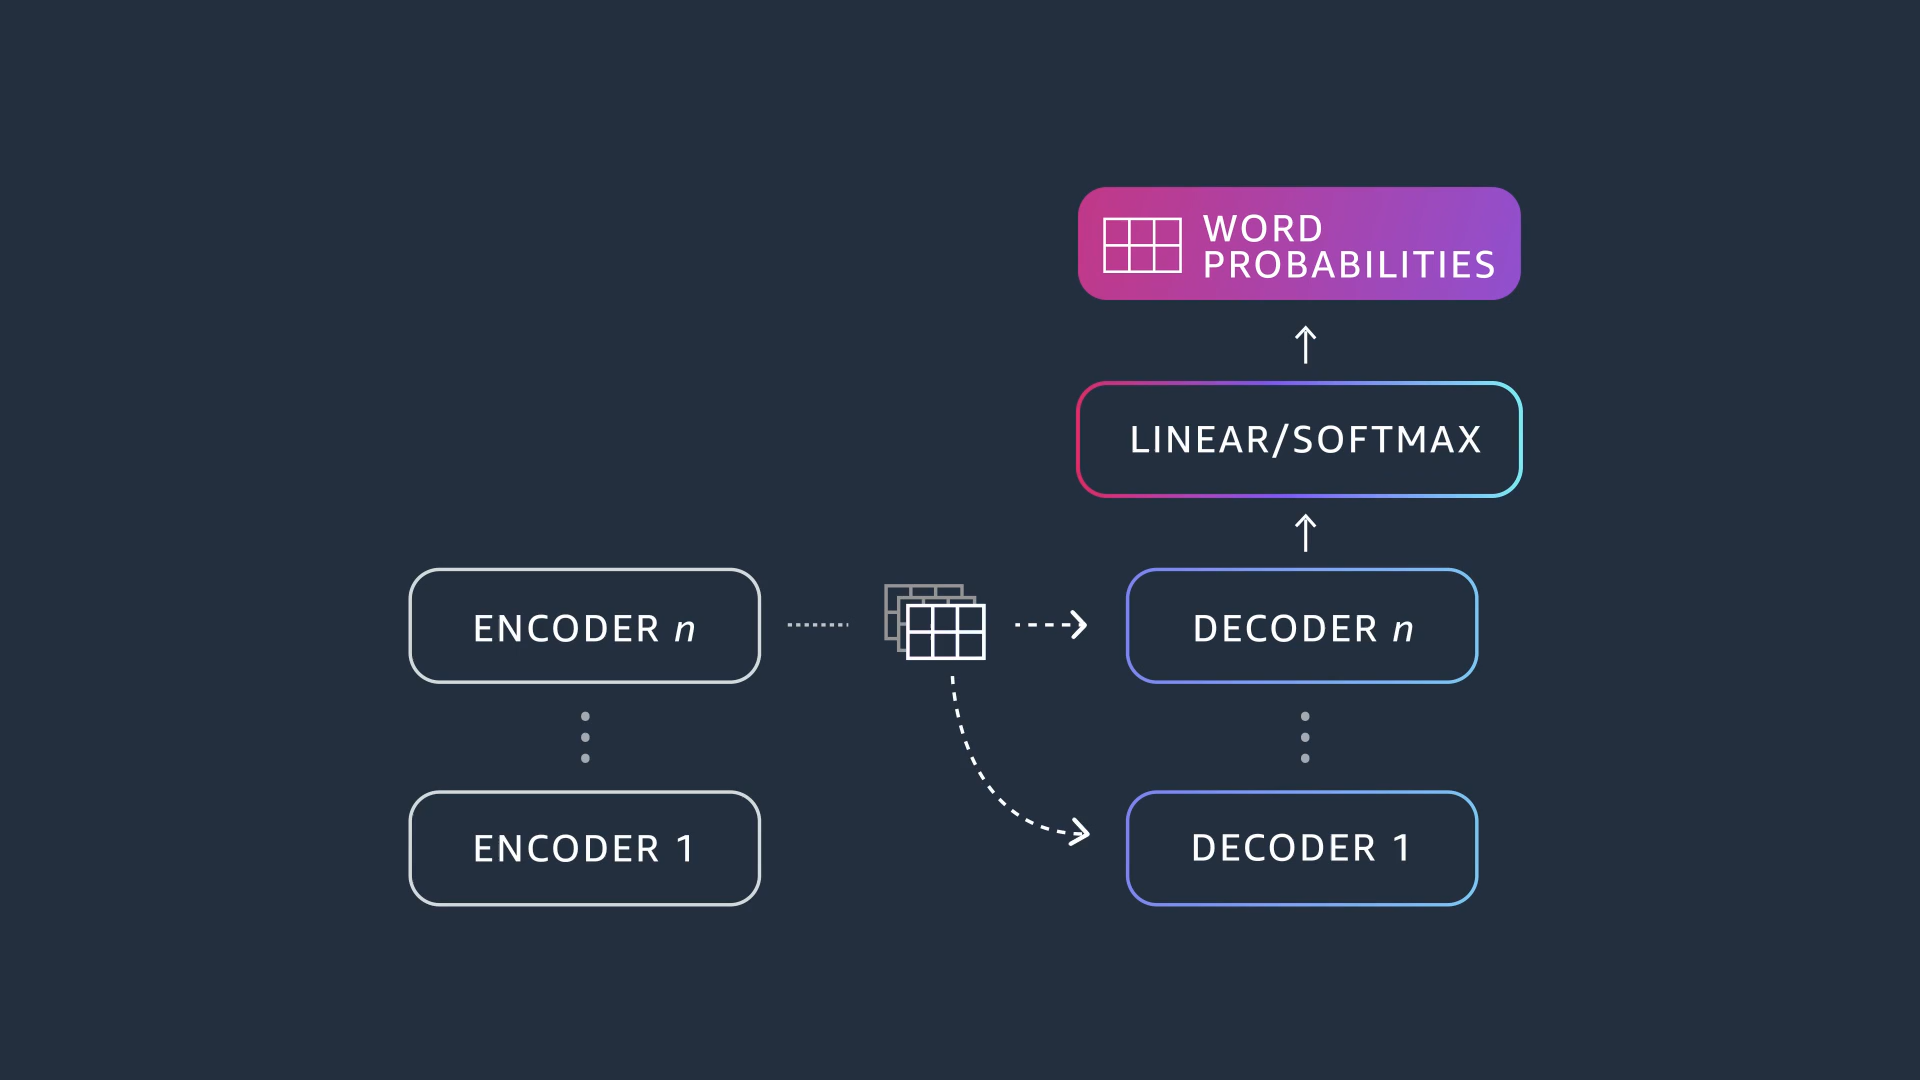 WORD
PROBABILITIES
LINEAR/SOFTMAX
ENCODER n
DECODER n
ENCODER 1
DECODER 1